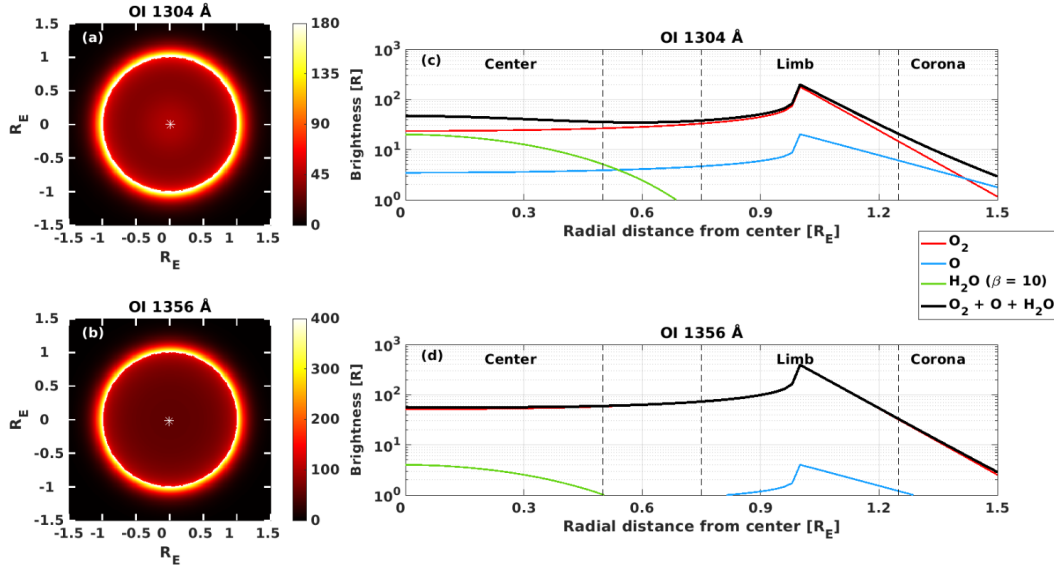 OI 1304 Å
(a)
1.5
1
0.5
0
-0.5
-1
-1.5
R_E
-1.5 -1 -0.5 0 0.5 1 1.5
R_E
180
135
90
45
0
OI 1304 Å
(c)
Center Limb Corona
Brightness [R]
10^3
10^2
10^1
10^0
0 0.3 0.6 0.9 1.2 1.5
Radial distance from center [R_E]
O_2
O
H_2O (β = 10)
O_2 + O + H_2O
OI 1356 Å
(b)
1.5
1
0.5
0
-0.5
-1
-1.5
R_E
-1.5 -1 -0.5 0 0.5 1 1.5
R_E
400
300
200
100
0
OI 1356 Å
(d)
Center Limb Corona
Brightness [R]
10^3
10^2
10^1
10^0
0 0.3 0.6 0.9 1.2 1.5
Radial distance from center [R_E]